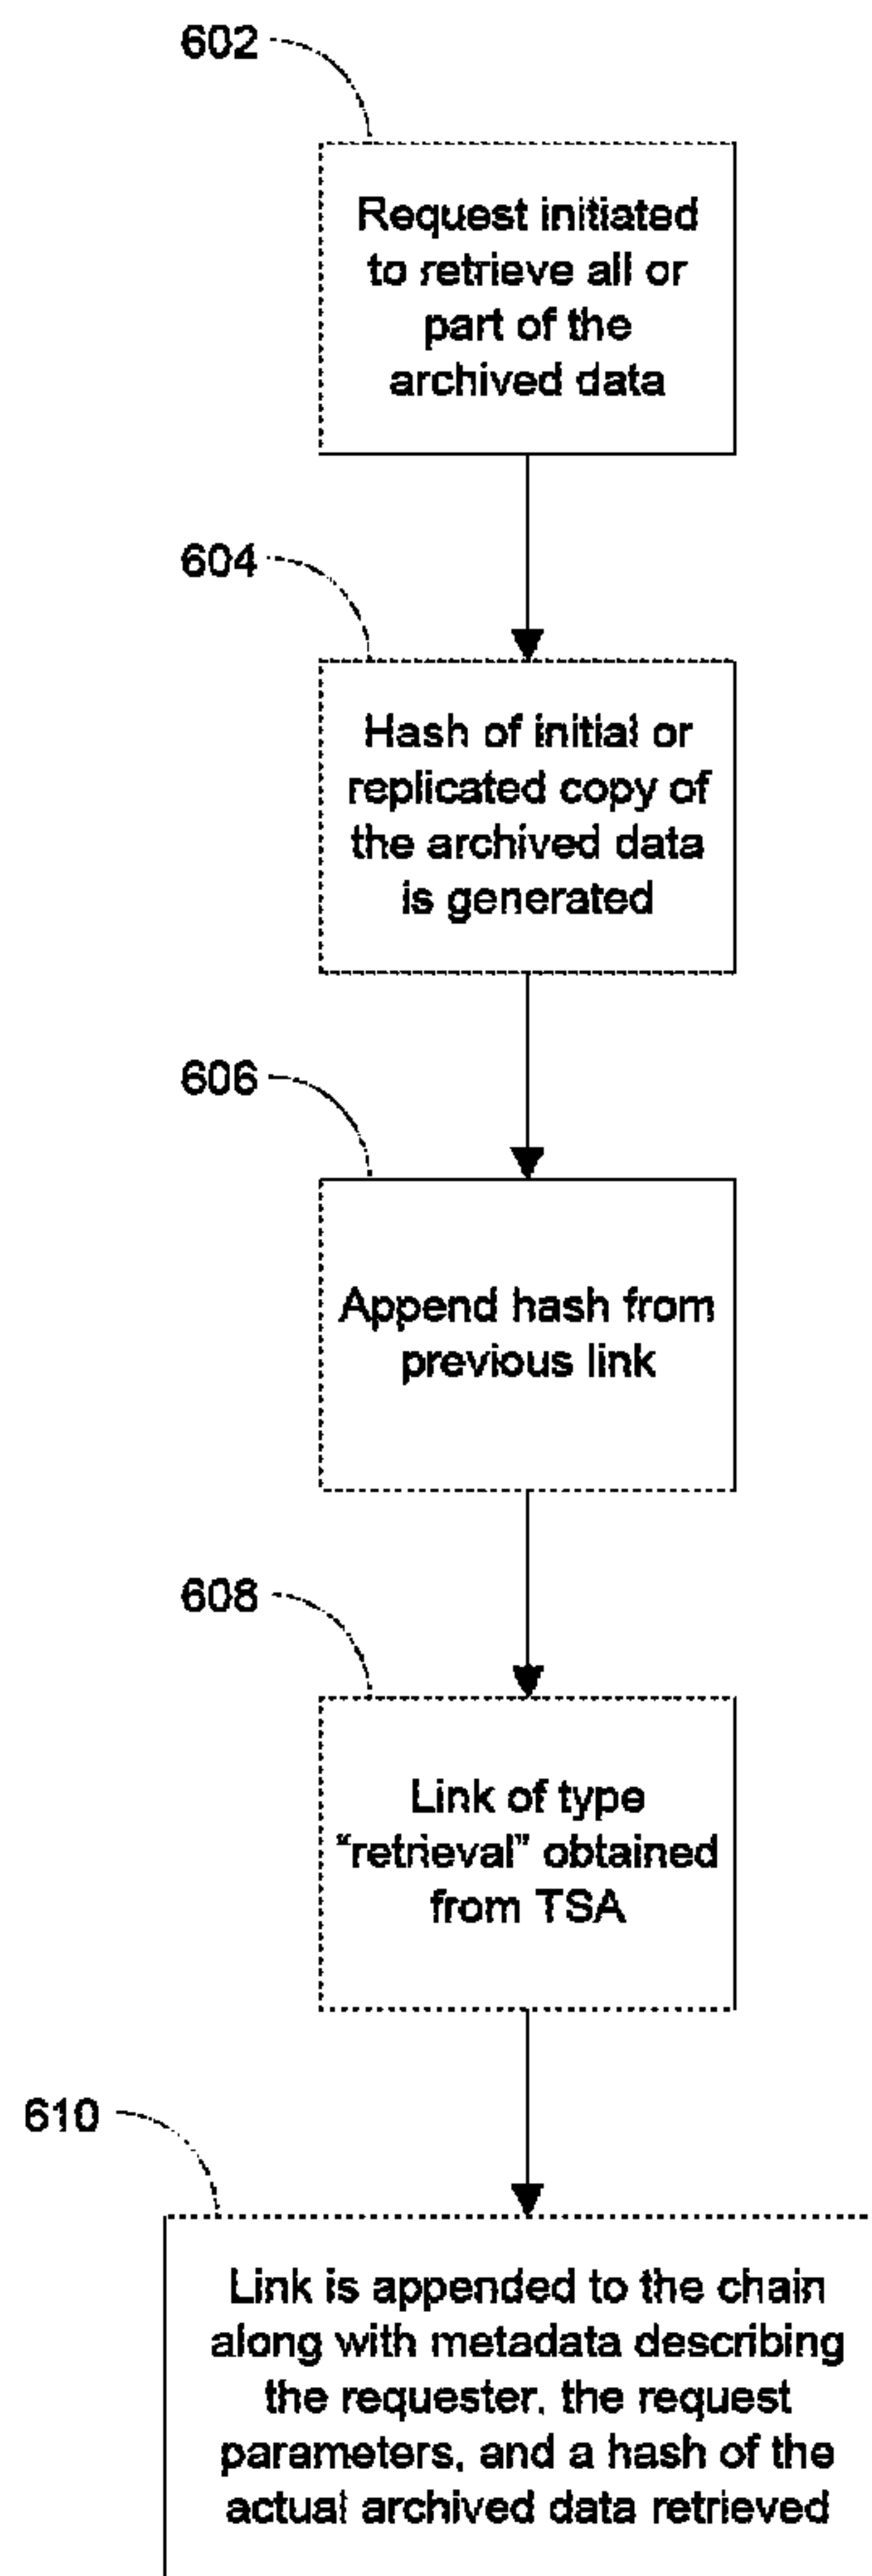 602
Request initiated
to retrieve all or
part of the
archived data
604
Hash of initial or
replicated copy of
the archived data
is generated
606
Append hash from
previous link
608
Link of type
“retrieval” obtained
from TSA
610
Link is appended to the chain
along with metadata describing
the requester, the request
parameters, and a hash of the
actual archived data retrieved